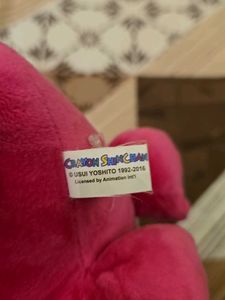 CRAYON SHINCHAN
© USUI YOSHITO 1992-2016
Licensed by Animation Int'l